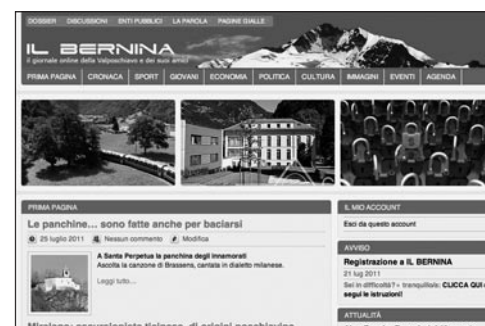 DOSSIER DISCUSSIONI ENTI PUBBLICI LA PAROLA PAGINE GIALLE
IL BERNINA
il giornale online della Valposchiavo e dei suoi amici
PRIMA PAGINA CRONACA SPORT GIOVANI ECONOMIA POLITICA CULTURA IMMAGINI EVENTI AGENDA
PRIMA PAGINA
Le panchine... sono fatte anche per baciarsi
25 luglio 2011 Nessun commento Modifica
A Santa Perpetua la panchina degli innamorati
Ascolta la canzone di Brassens, cantata in dialetto milanese.
Leggi tutto...
IL MIO ACCOUNT
Esci da questo account
AVVISO
Registrazione a IL BERNINA
21 lug 2011
Sei in difficoltà? » tranquillo/a: CLICCA QUI e
segui le istruzioni!
ATTUALITÀ